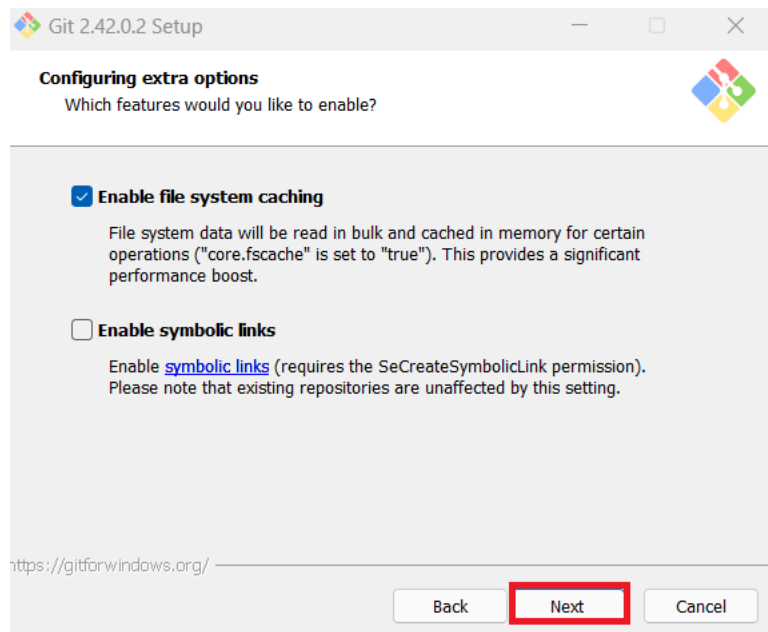 Git 2.42.0.2 Setup
Configuring extra options
Which features would you like to enable?
Enable file system caching
File system data will be read in bulk and cached in memory for certain
operations ("core.fscache" is set to "true"). This provides a significant
performance boost.
Enable symbolic links
Enable symbolic links (requires the SeCreateSymbolicLink permission).
Please note that existing repositories are unaffected by this setting.
https://gitforwindows.org/
Back Next Cancel